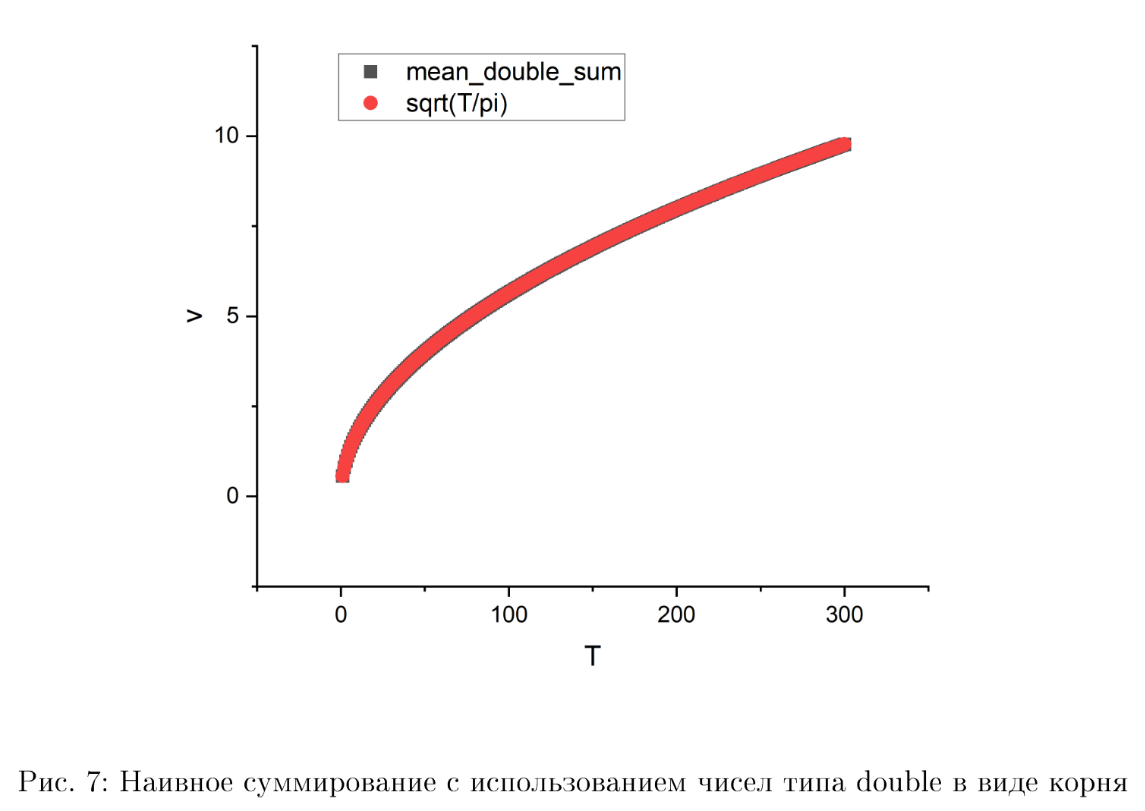 mean_double_sum
sqrt(T/pi)
10
5
0
v
0 100 200 300
T
Рис. 7: Наивное суммирование с использованием чисел типа double в виде корня